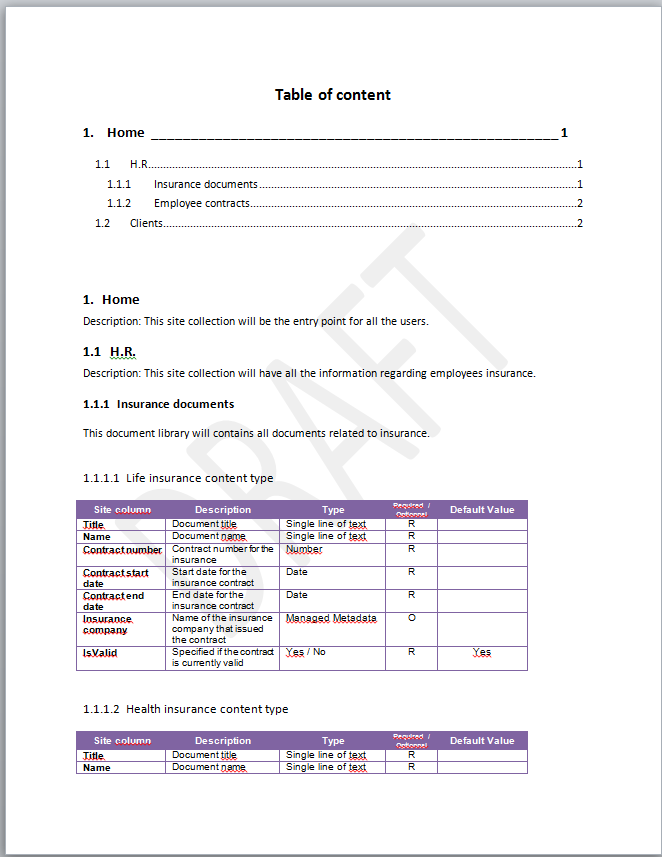 Table of content
1. Home 1
1.1 H.R. 1
1.1.1 Insurance documents 1
1.1.2 Employee contracts 2
1.2 Clients 2
DRAFT
1. Home
Description: This site collection will be the entry point for all the users.
1.1 H.R.
Description: This site collection will have all the information regarding employees insurance.
1.1.1 Insurance documents
This document library will contains all documents related to insurance.
1.1.1.1 Life insurance content type
Site column Description Type Required / Optionnel Default Value
Title Document title Single line of text R
Name Document name Single line of text R
Contract number Contract number for the insurance Number R
Contract start date Start date for the insurance contract Date R
Contract end date End date for the insurance contract Date R
Insurance company Name of the insurance company that issued the contract Managed Metadata O
IsValid Specified if the contract is currently valid Yes / No R Yes
1.1.1.2 Health insurance content type
Site column Description Type Required / Optionnel Default Value
Title Document title Single line of text R
Name Document name Single line of text R